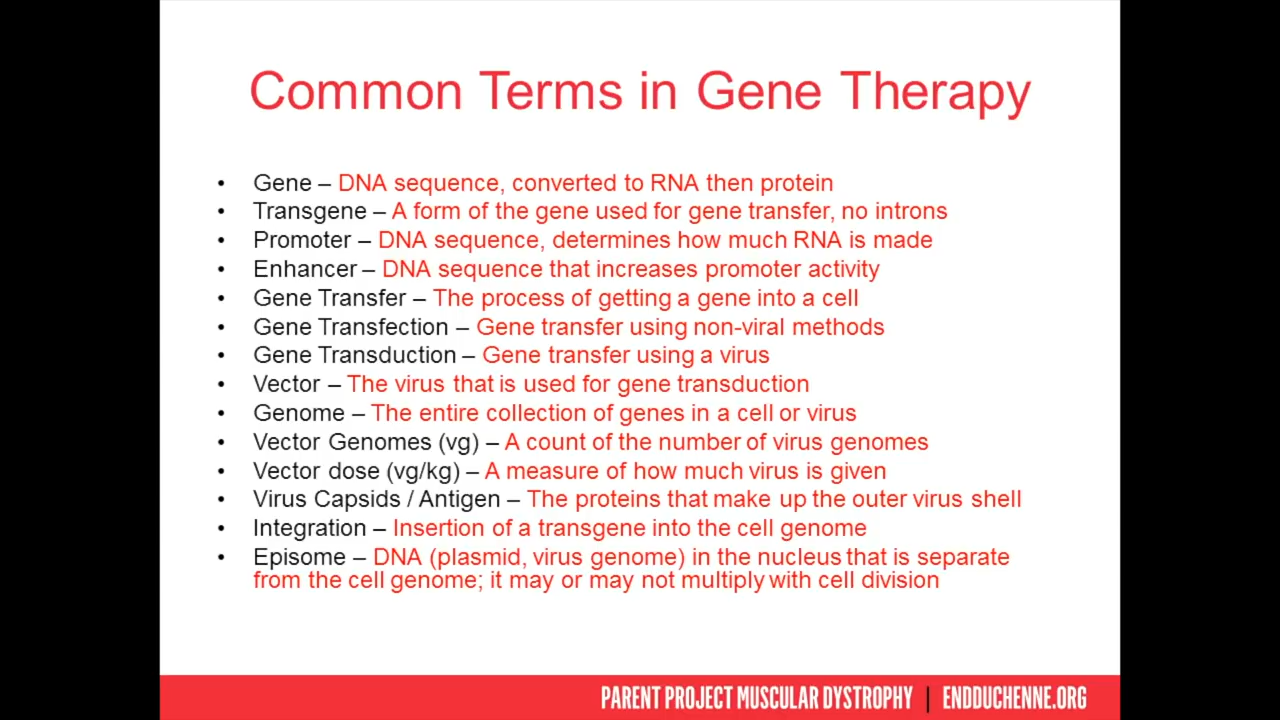 Common Terms in Gene Therapy
• Gene – DNA sequence, converted to RNA then protein
• Transgene – A form of the gene used for gene transfer, no introns
• Promoter – DNA sequence, determines how much RNA is made
• Enhancer – DNA sequence that increases promoter activity
• Gene Transfer – The process of getting a gene into a cell
• Gene Transfection – Gene transfer using non-viral methods
• Gene Transduction – Gene transfer using a virus
• Vector – The virus that is used for gene transduction
• Genome – The entire collection of genes in a cell or virus
• Vector Genomes (vg) – A count of the number of virus genomes
• Vector dose (vg/kg) – A measure of how much virus is given
• Virus Capsids / Antigen – The proteins that make up the outer virus shell
• Integration – Insertion of a transgene into the cell genome
• Episome – DNA (plasmid, virus genome) in the nucleus that is separate
from the cell genome; it may or may not multiply with cell division
PARENT PROJECT MUSCULAR DYSTROPHY | ENDDUCHENNE.ORG